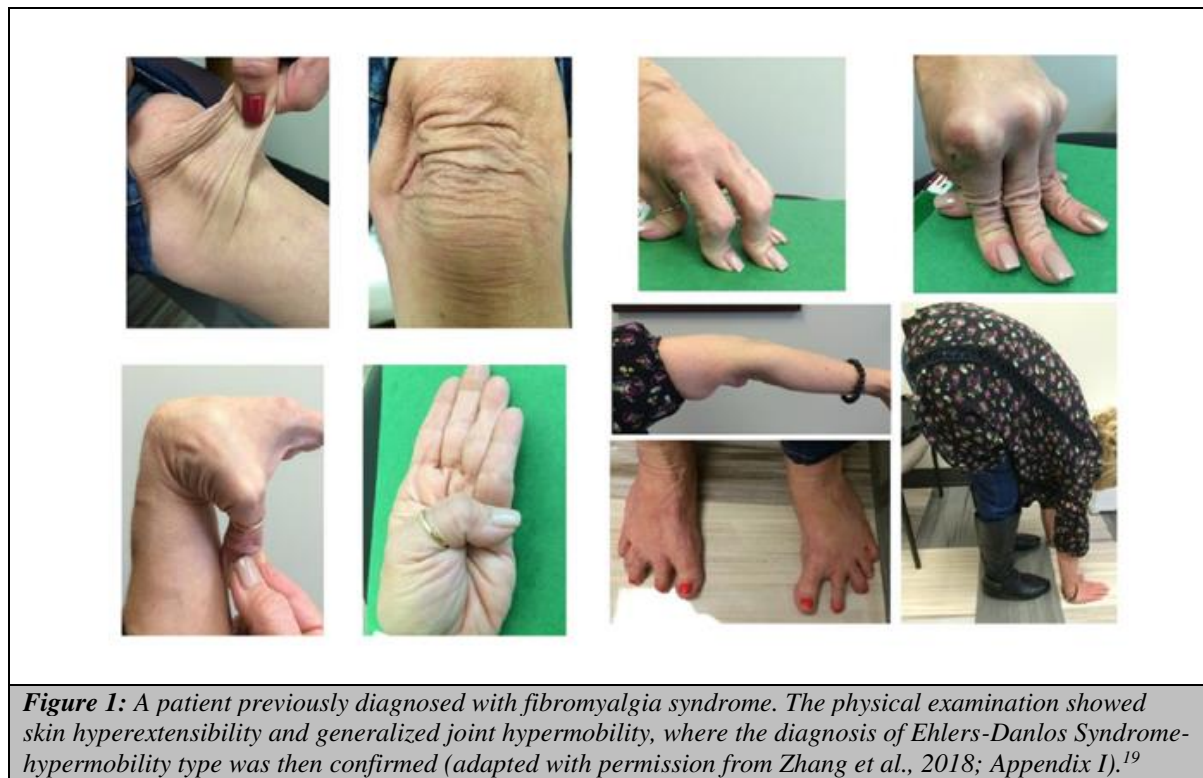 Figure 1: A patient previously diagnosed with fibromyalgia syndrome. The physical examination showed
skin hyperextensibility and generalized joint hypermobility, where the diagnosis of Ehlers-Danlos Syndrome-
hypermobility type was then confirmed (adapted with permission from Zhang et al., 2018; Appendix I).19